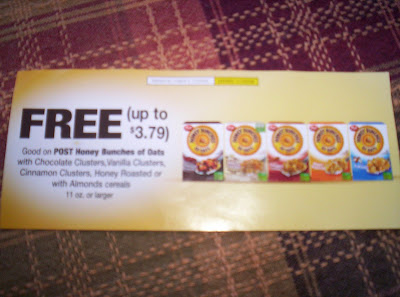 FREE (up to
$3.79)
Good on POST Honey Bunches of Oats
with Chocolate Clusters, Vanilla Clusters,
Cinnamon Clusters, Honey Roasted or
with Almonds cereals
11 oz. or larger